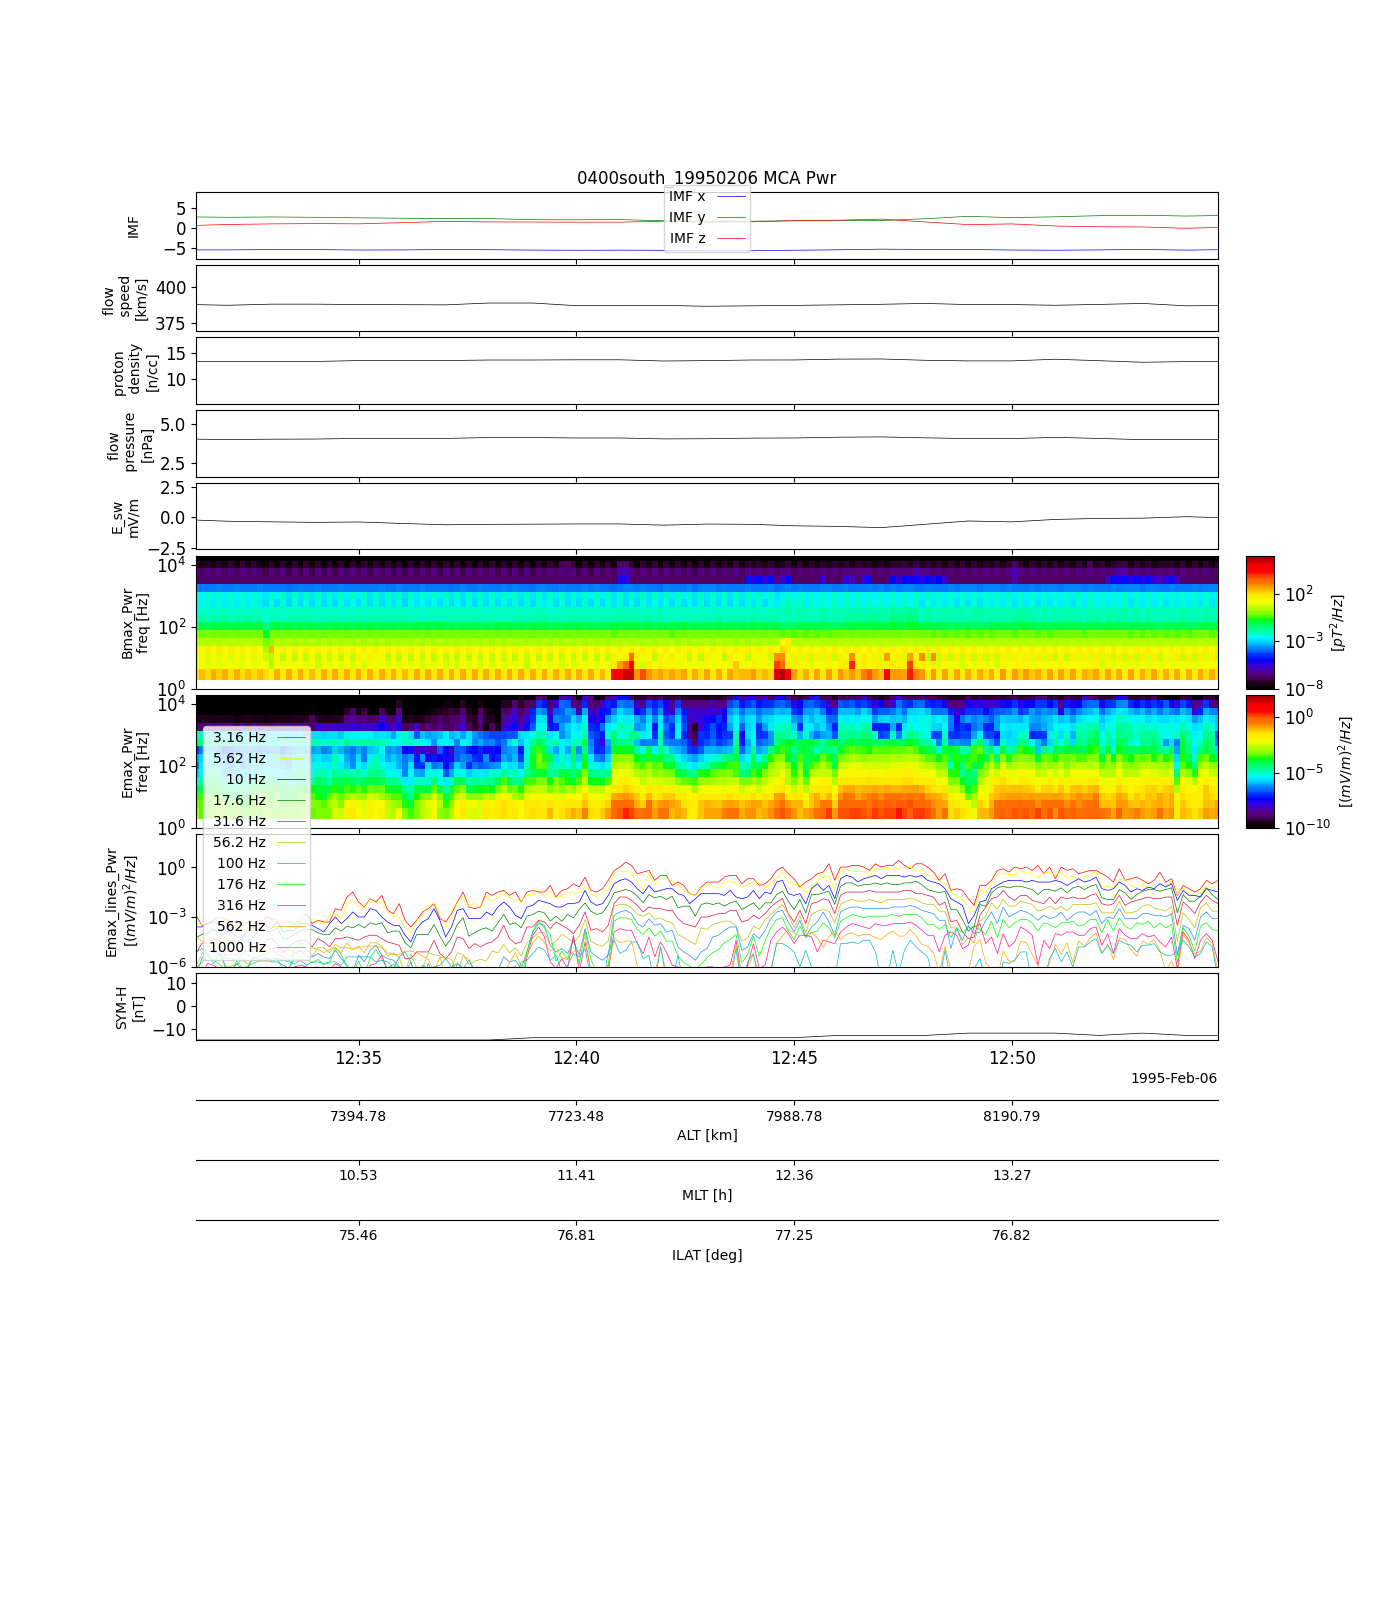 0400south_19950206 MCA Pwr
IMF
5
0
−5
IMF x
IMF y
IMF z
flow
speed
[km/s]
400
375
proton
density
[n/cc]
15
10
flow
pressure
[nPa]
5.0
2.5
E_sw
mV/m
2.5
0.0
−2.5
Bmax_Pwr
freq [Hz]
10^4
10^2
10^0
10^2
10^−3
10^−8
[pT^2/Hz]
Emax_Pwr
freq [Hz]
10^4
10^2
10^0
10^0
10^−5
10^−10
[(mV/m)^2/Hz]
3.16 Hz
5.62 Hz
10 Hz
17.6 Hz
31.6 Hz
56.2 Hz
100 Hz
176 Hz
316 Hz
562 Hz
1000 Hz
Emax_lines_Pwr
[(mV/m)^2/Hz]
10^0
10^−3
10^−6
SYM-H
[nT]
10
0
−10
12:35 12:40 12:45 12:50
1995-Feb-06
7394.78 7723.48 7988.78 8190.79
ALT [km]
10.53 11.41 12.36 13.27
MLT [h]
75.46 76.81 77.25 76.82
ILAT [deg]